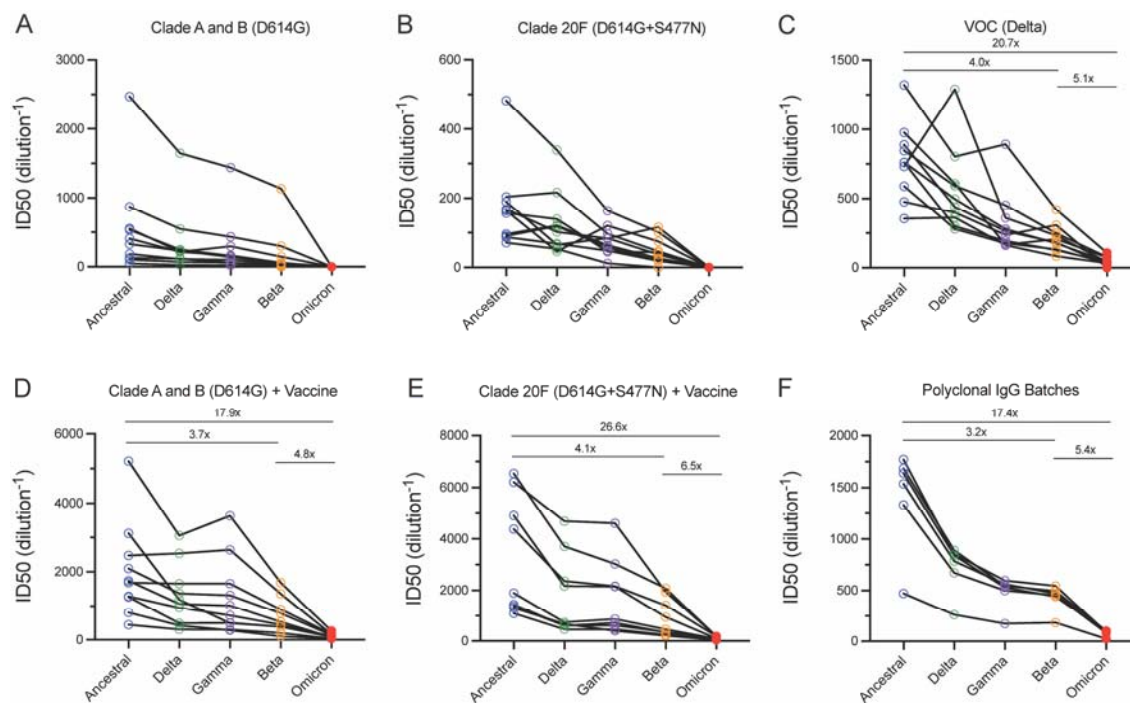 A
Clade A and B (D614G)
ID50 (dilution-1)
3000
2000
1000
0
Ancestral
Delta
Gamma
Beta
Omicron
B
Clade 20F (D614G+S477N)
ID50 (dilution-1)
600
400
200
0
Ancestral
Delta
Gamma
Beta
Omicron
C
VOC (Delta)
20.7x
4.0x
5.1x
ID50 (dilution-1)
1500
1000
500
0
Ancestral
Delta
Gamma
Beta
Omicron
D
Clade A and B (D614G) + Vaccine
17.9x
3.7x
4.8x
ID50 (dilution-1)
6000
4000
2000
0
Ancestral
Delta
Gamma
Beta
Omicron
E
Clade 20F (D614G+S477N) + Vaccine
26.6x
4.1x
6.5x
ID50 (dilution-1)
8000
6000
4000
2000
0
Ancestral
Delta
Gamma
Beta
Omicron
F
Polyclonal IgG Batches
17.4x
3.2x
5.4x
ID50 (dilution-1)
2000
1500
1000
500
0
Ancestral
Delta
Gamma
Beta
Omicron